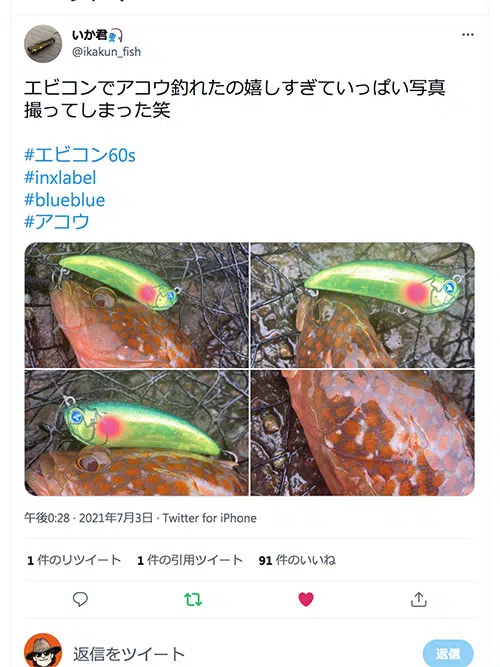 いか君
@ikakun_fish
エビコンでアコウ釣れたの嬉しすぎていっぱい写真
撮ってしまった笑
#エビコン60s
#inxlabel
#blueblue
#アコウ
午後0:28 · 2021年7月3日 · Twitter for iPhone
1 件のリツイート 1 件の引用ツイート 91 件のいいね
返信をツイート
返信